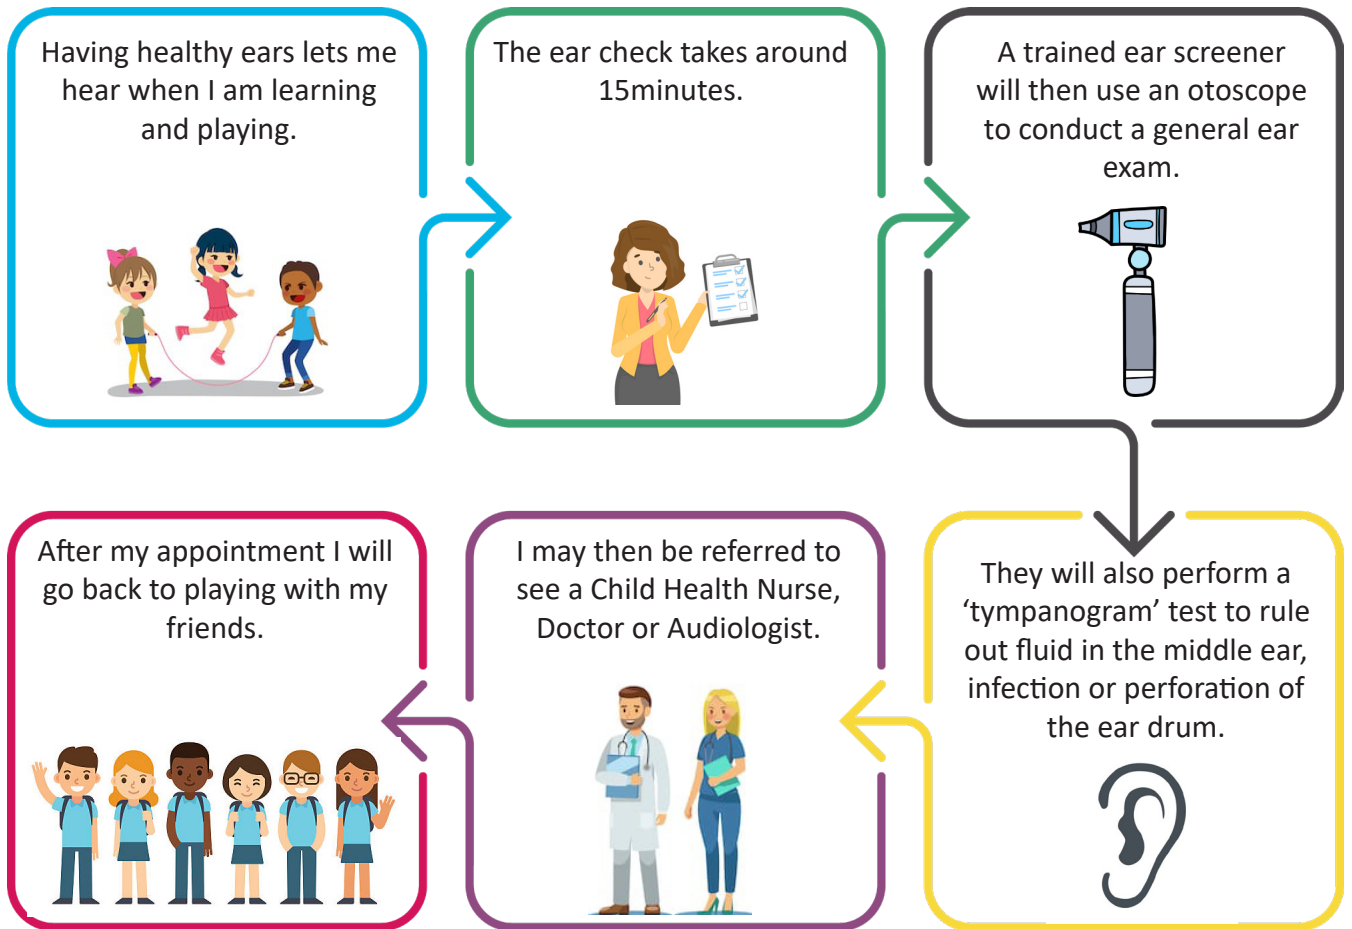 Having healthy ears lets me
hear when I am learning
and playing.
The ear check takes around
15minutes.
A trained ear screener
will then use an otoscope
to conduct a general ear
exam.
They will also perform a
‘tympanogram’ test to rule
out fluid in the middle ear,
infection or perforation of
the ear drum.
I may then be referred to
see a Child Health Nurse,
Doctor or Audiologist.
After my appointment I will
go back to playing with my
friends.